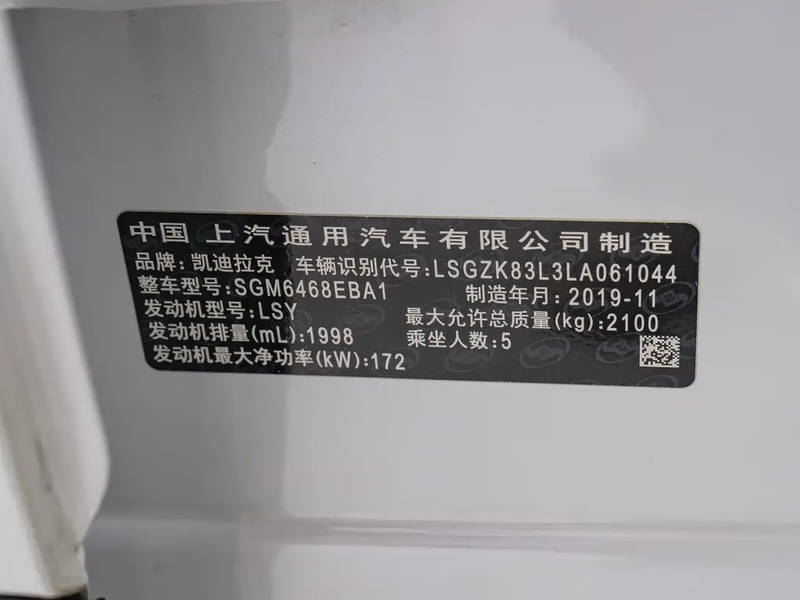 中国 上汽通用汽车有限公司制造
品牌: 凯迪拉克 车辆识别代号:LSGZK83L3LA061044
整车型号:SGM6468EBA1 制造年月:2019-11
发动机型号:LSY 最大允许总质量(kg):2100
发动机排量(mL):1998 乘坐人数:5
发动机最大净功率(kW):172